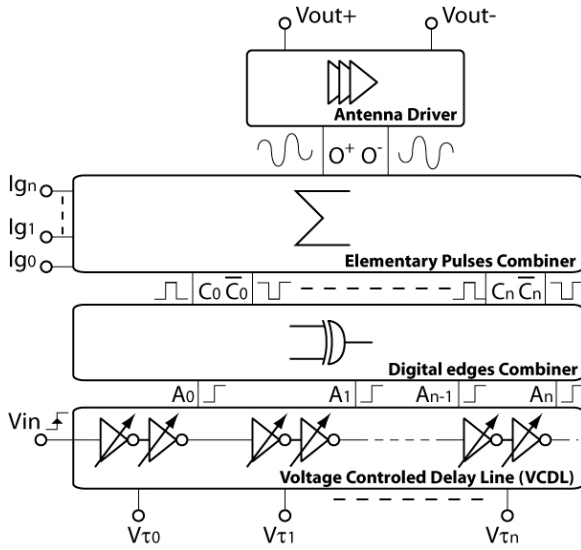 Vout+ Vout-
Antenna Driver
O+ O-
Ign
Ig1
Ig0
Elementary Pulses Combiner
C0 C̅0̅ Cn C̅n̅
Digital edges Combiner
A0 A1 An-1 An
Vin
Voltage Controled Delay Line (VCDL)
Vτ0 Vτ1 Vτn